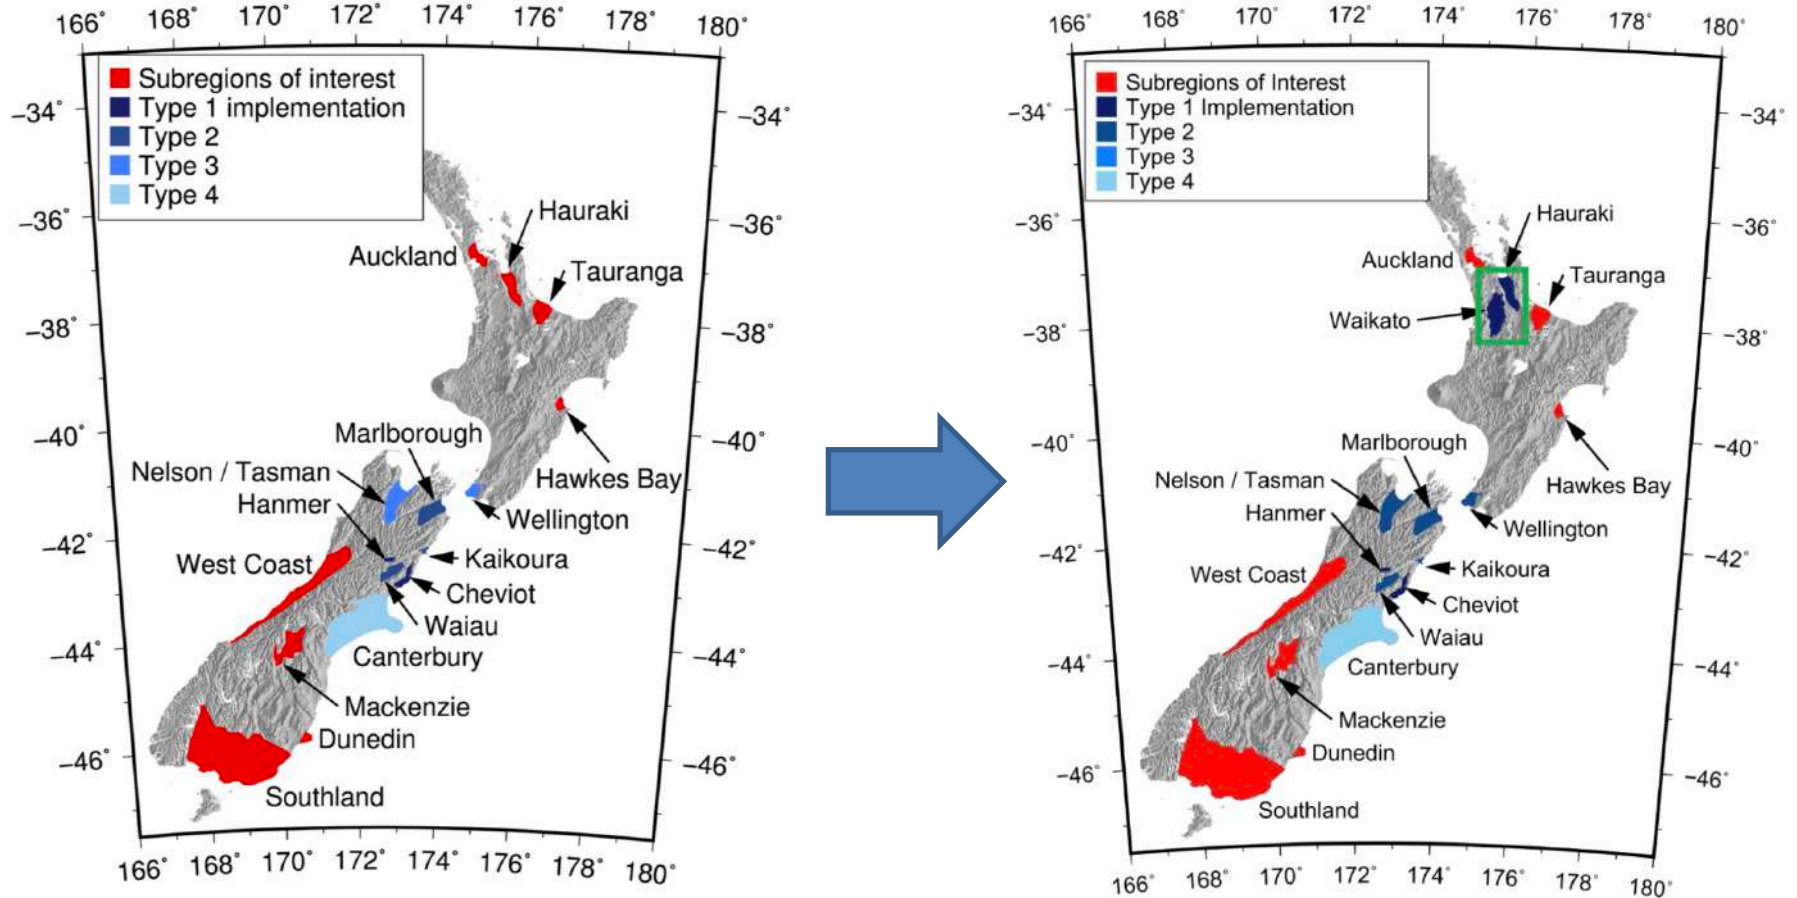 166° 168° 170° 172° 174° 176° 178° 180°
Subregions of interest
Type 1 implementation
Type 2
Type 3
Type 4
−34° −34°
−36° −36°
−38° −38°
−40° −40°
−42° −42°
−44° −44°
−46° −46°
Hauraki
Auckland
Tauranga
Marlborough
Nelson / Tasman
Hawkes Bay
Hanmer
Wellington
West Coast
Kaikoura
Cheviot
Waiau
Canterbury
Mackenzie
Dunedin
Southland
166° 168° 170° 172° 174° 176° 178° 180°
166° 168° 170° 172° 174° 176° 178° 180°
Subregions of Interest
Type 1 Implementation
Type 2
Type 3
Type 4
−34° −34°
−36° −36°
−38° −38°
−40° −40°
−42° −42°
−44° −44°
−46° −46°
Hauraki
Auckland
Tauranga
Waikato
Marlborough
Nelson / Tasman
Hawkes Bay
Hanmer
Wellington
West Coast
Kaikoura
Cheviot
Waiau
Canterbury
Mackenzie
Dunedin
Southland
166° 168° 170° 172° 174° 176° 178° 180°